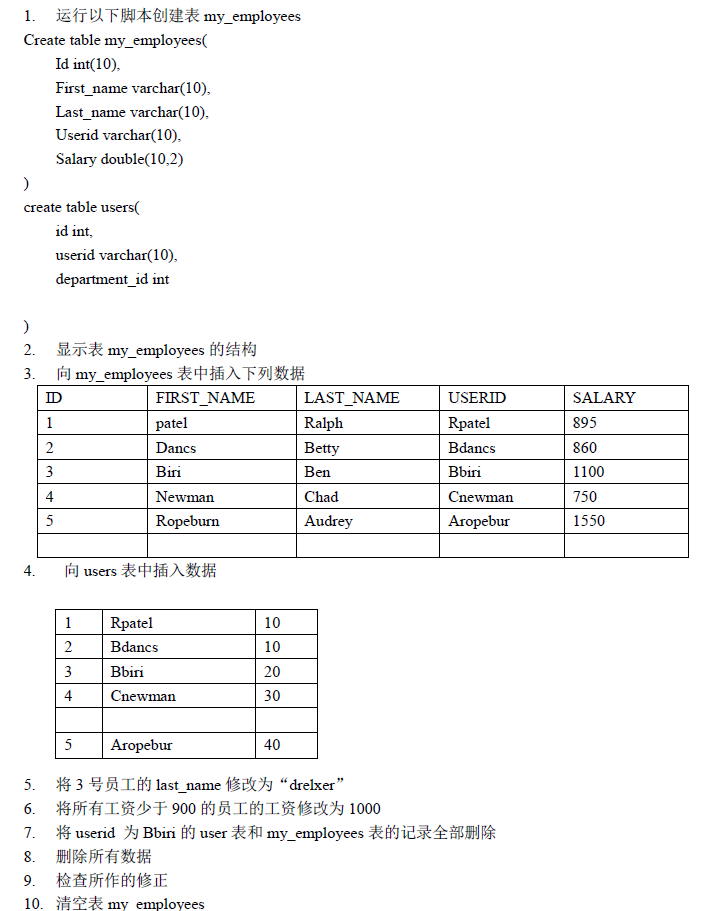 1. 运行以下脚本创建表 my_employees
Create table my_employees(
Id int(10),
First_name varchar(10),
Last_name varchar(10),
Userid varchar(10),
Salary double(10,2)
)
create table users(
id int,
userid varchar(10),
department_id int
)
2. 显示表 my_employees 的结构
3. 向 my_employees 表中插入下列数据
ID FIRST_NAME LAST_NAME USERID SALARY
1 patel Ralph Rpatel 895
2 Dancs Betty Bdancs 860
3 Biri Ben Bbiri 1100
4 Newman Chad Cnewman 750
5 Ropeburn Audrey Aropebur 1550
4. 向 users 表中插入数据
1 Rpatel 10
2 Bdancs 10
3 Bbiri 20
4 Cnewman 30
5 Aropebur 40
5. 将 3 号员工的 last_name 修改为“drelxer”
6. 将所有工资少于 900 的员工的工资修改为 1000
7. 将 userid 为 Bbiri 的 user 表和 my_employees 表的记录全部删除
8. 删除所有数据
9. 检查所作的修正
10. 清空表 my_employees